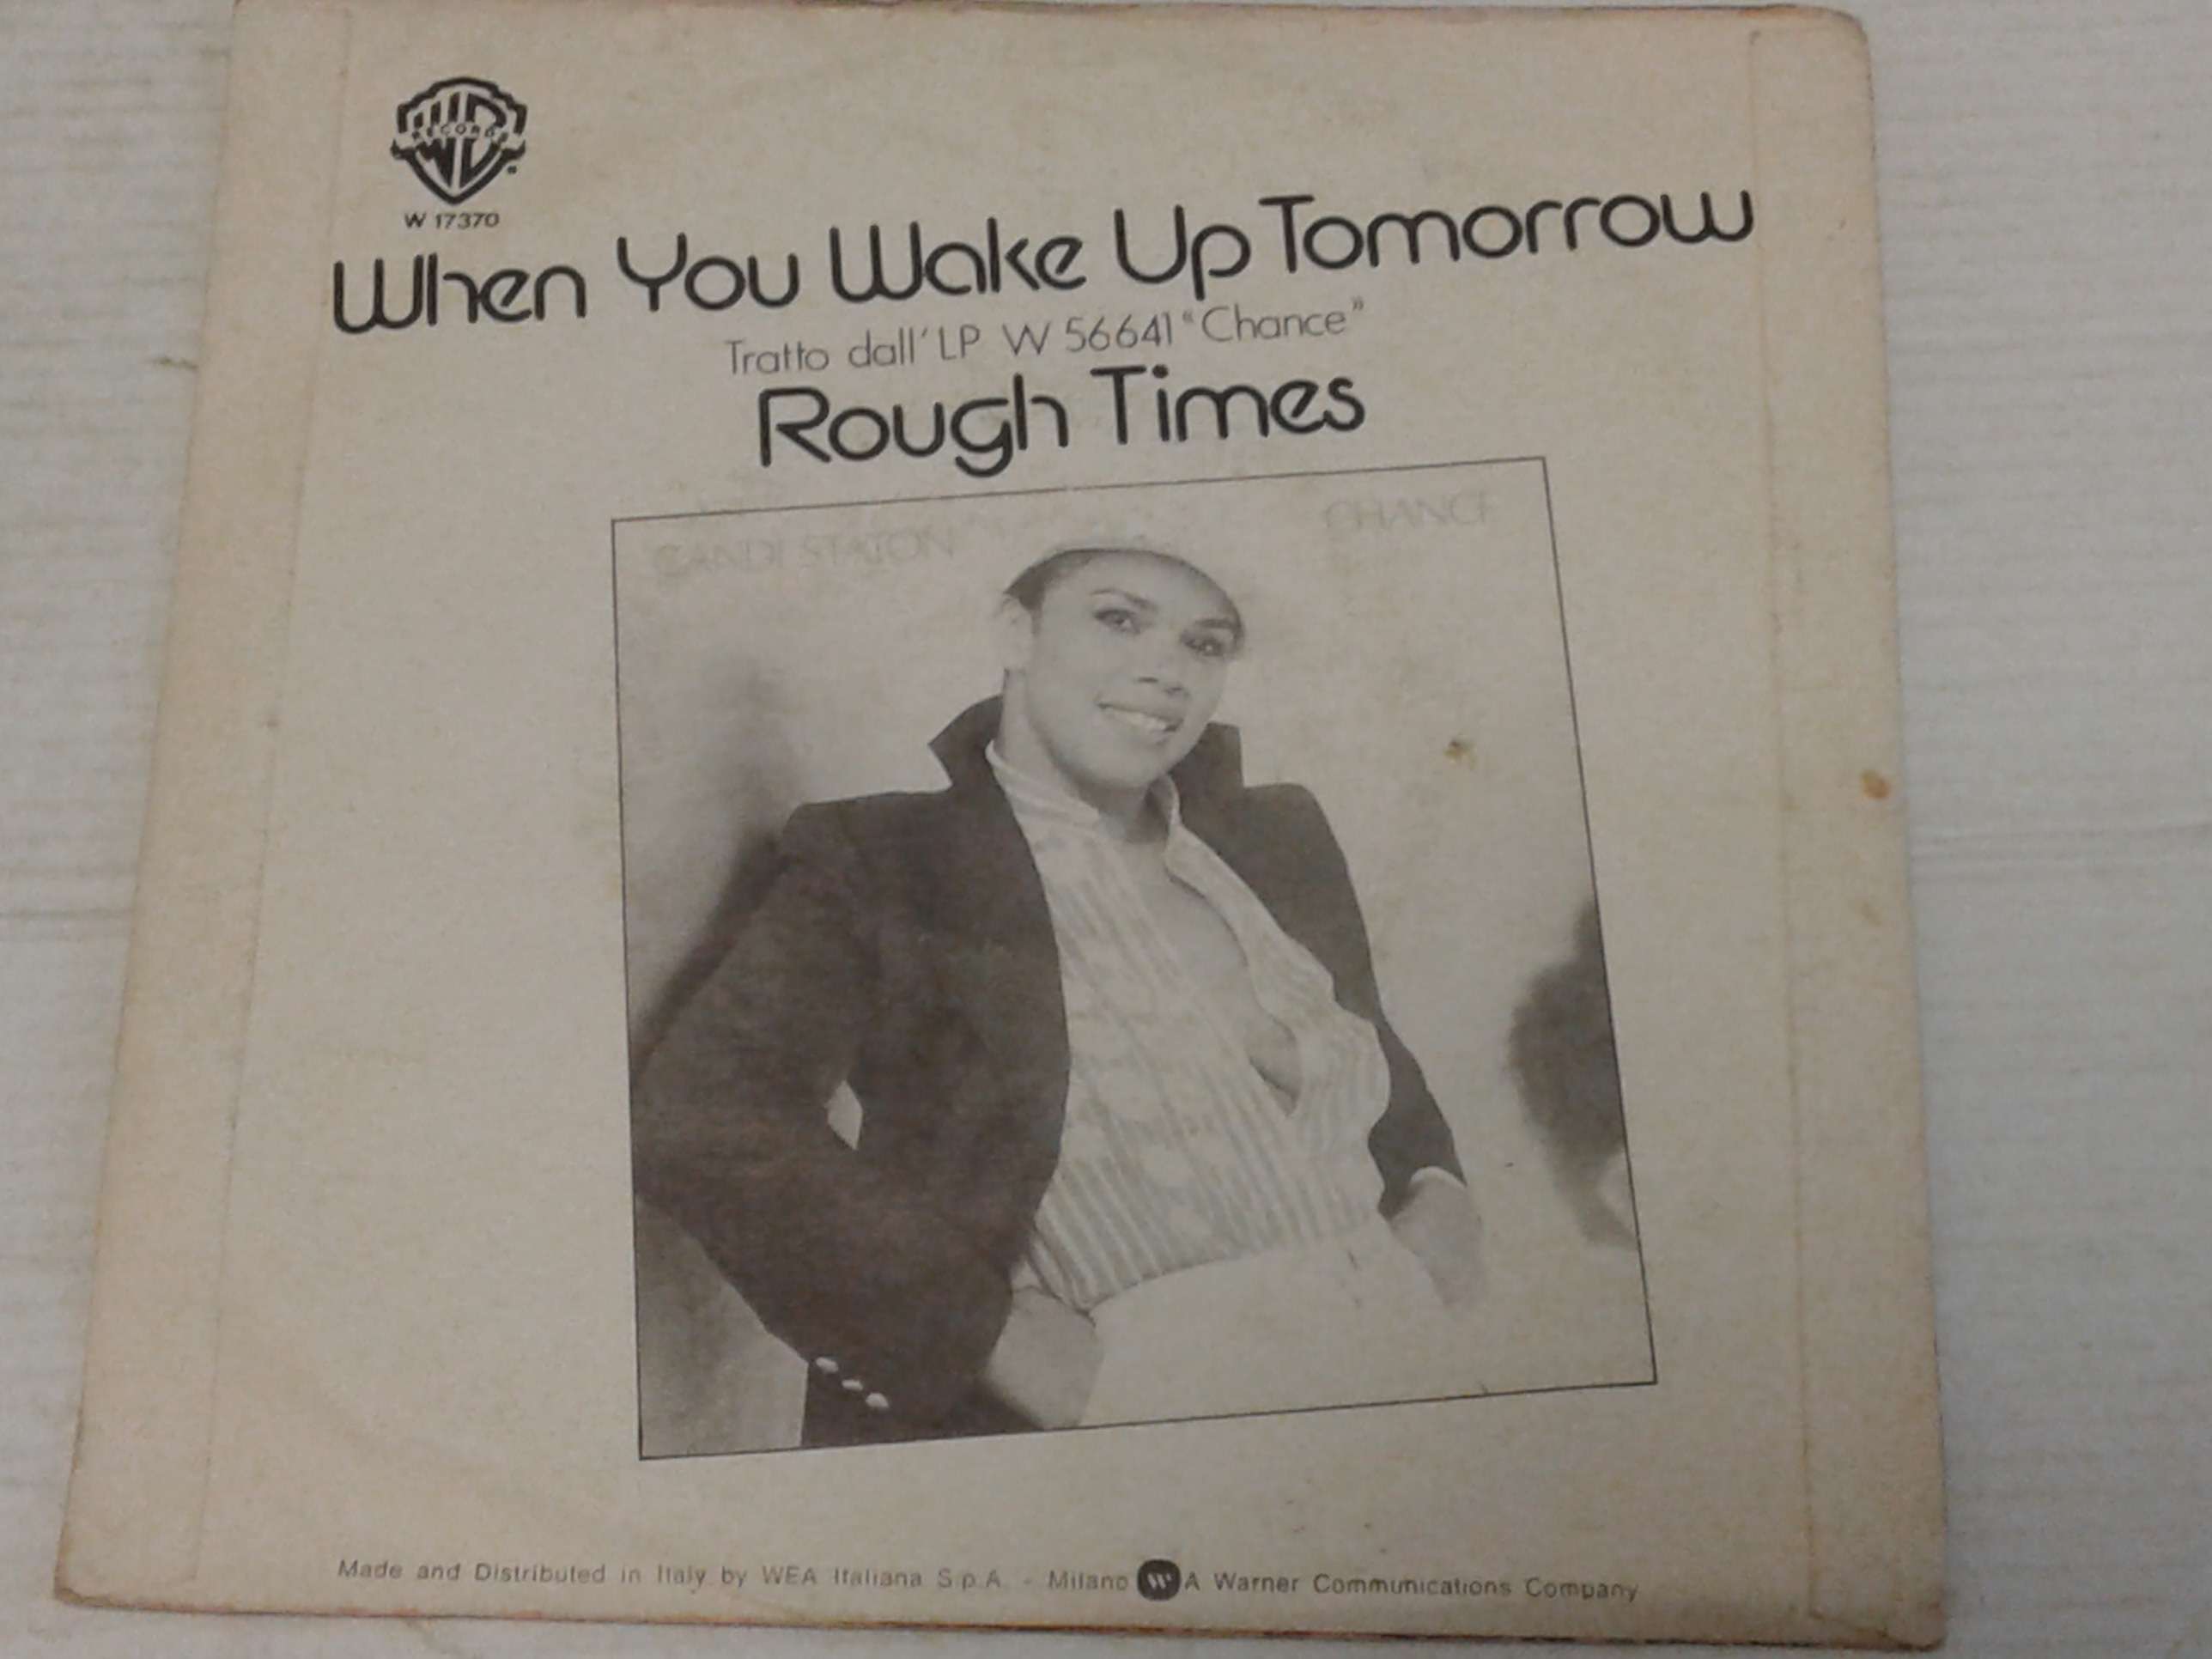 RECORDS
W 17370
When You Wake Up Tomorrow
Tratto dall'LP W 56641 “Chance”
Rough Times
CANDI STATON CHANCE
Made and Distributed in Italy by WEA Italiana S.p.A. - Milano A Warner Communications Company